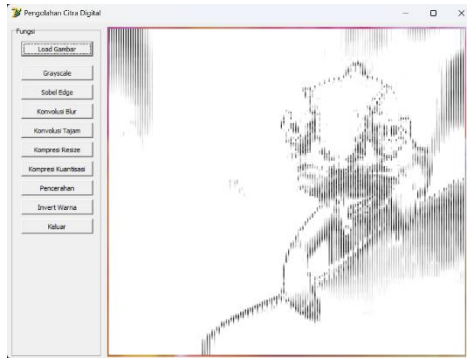 Pengolahan Citra Digital
Fungsi
Load Gambar
Grayscale
Sobel Edge
Konvolusi Blur
Konvolusi Tajam
Kompresi Resize
Kompresi Kuantisasi
Pencerahan
Invert Warna
Keluar